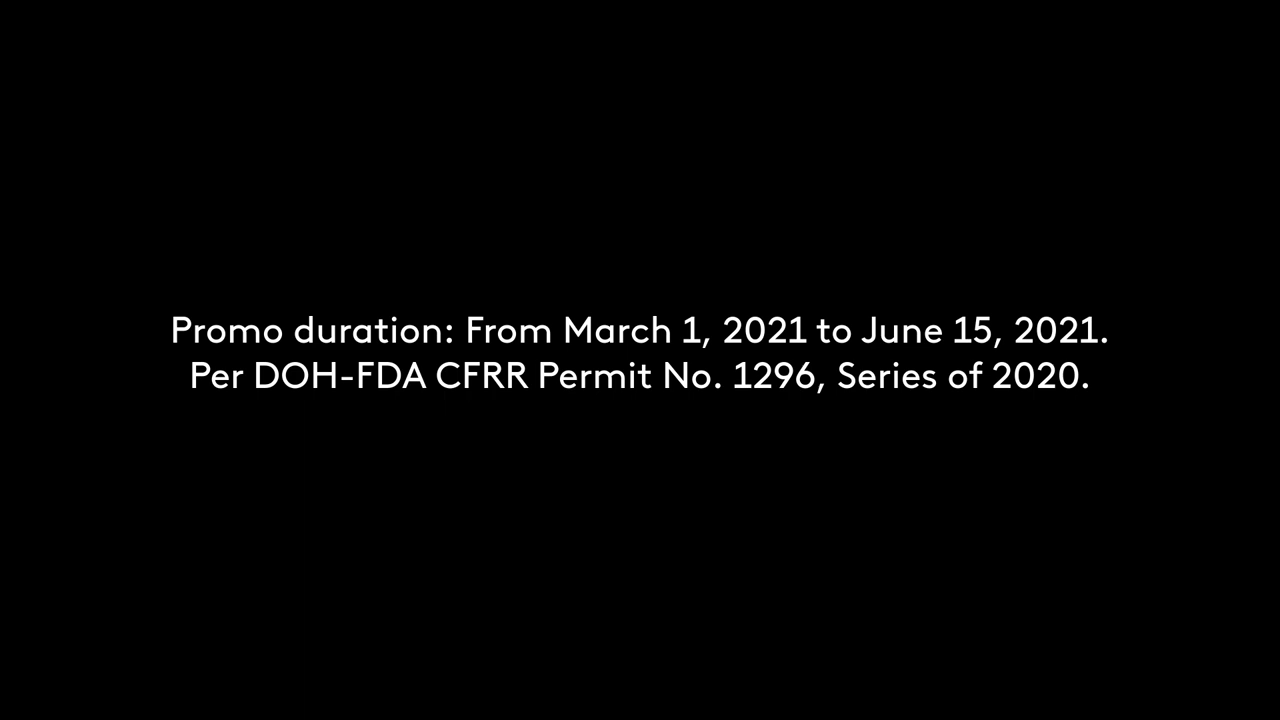 Promo duration: From March 1, 2021 to June 15, 2021.
Per DOH-FDA CFRR Permit No. 1296, Series of 2020.